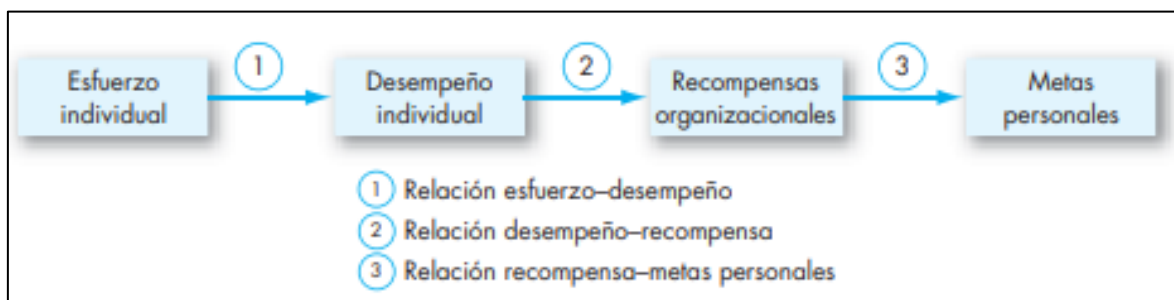 Esfuerzo
individual
1
Desempeño
individual
2
Recompensas
organizacionales
3
Metas
personales
1 Relación esfuerzo–desempeño
2 Relación desempeño–recompensa
3 Relación recompensa–metas personales